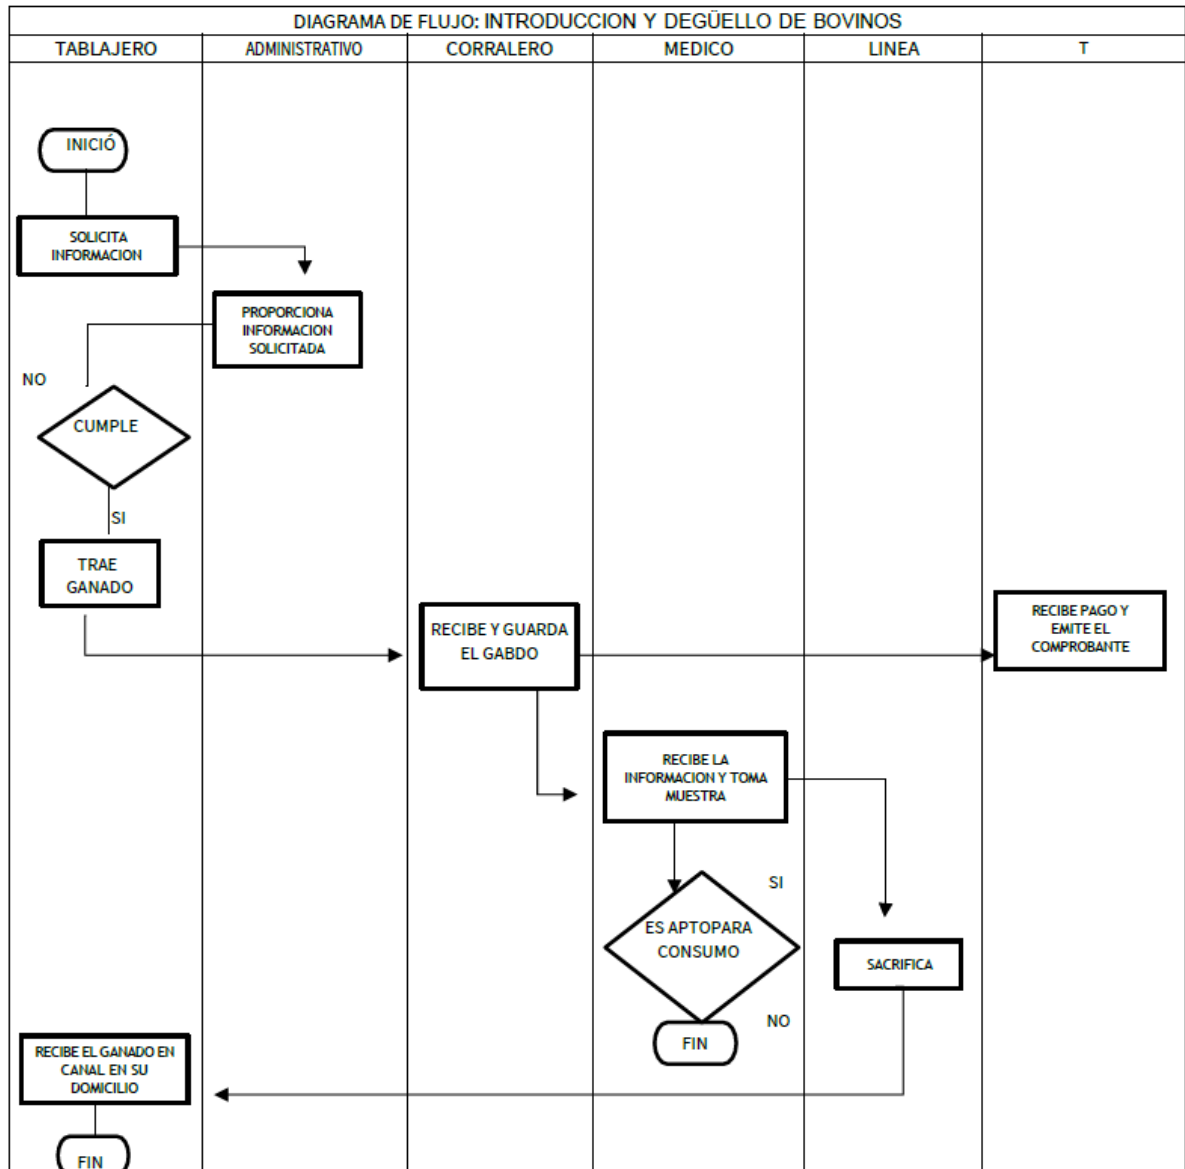 DIAGRAMA DE FLUJO: INTRODUCCION Y DEGÜELLO DE BOVINOS
TABLAJERO
ADMINISTRATIVO
CORRALERO
MEDICO
LINEA
T
INICIÓ
SOLICITA
INFORMACION
PROPORCIONA
INFORMACION
SOLICITADA
NO
CUMPLE
SI
TRAE
GANADO
RECIBE Y GUARDA
EL GABDO
RECIBE PAGO Y
EMITE EL
COMPROBANTE
RECIBE LA
INFORMACION Y TOMA
MUESTRA
SI
ES APTOPARA
CONSUMO
SACRIFICA
NO
FIN
RECIBE EL GANADO EN
CANAL EN SU
DOMICILIO
FIN